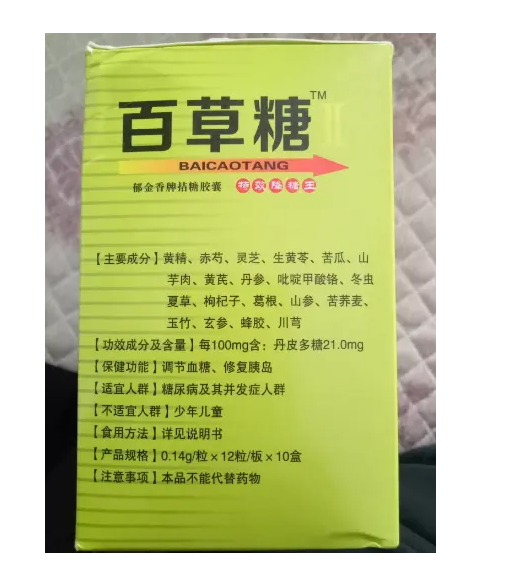 百草糖™ II
BAICAOTANG
郁金香牌拮糖胶囊 特效降糖王
【主要成分】黄精、赤芍、灵芝、生黄芩、苦瓜、山
芋肉、黄芪、丹参、吡啶甲酸铬、冬虫
夏草、枸杞子、葛根、山参、苦荞麦、
玉竹、玄参、蜂胶、川芎
【功效成分及含量】每100mg含：丹皮多糖21.0mg
【保健功能】调节血糖、修复胰岛
【适宜人群】糖尿病及其并发症人群
【不适宜人群】少年儿童
【食用方法】详见说明书
【产品规格】0.14g/粒×12粒/板×10盒
【注意事项】本品不能代替药物